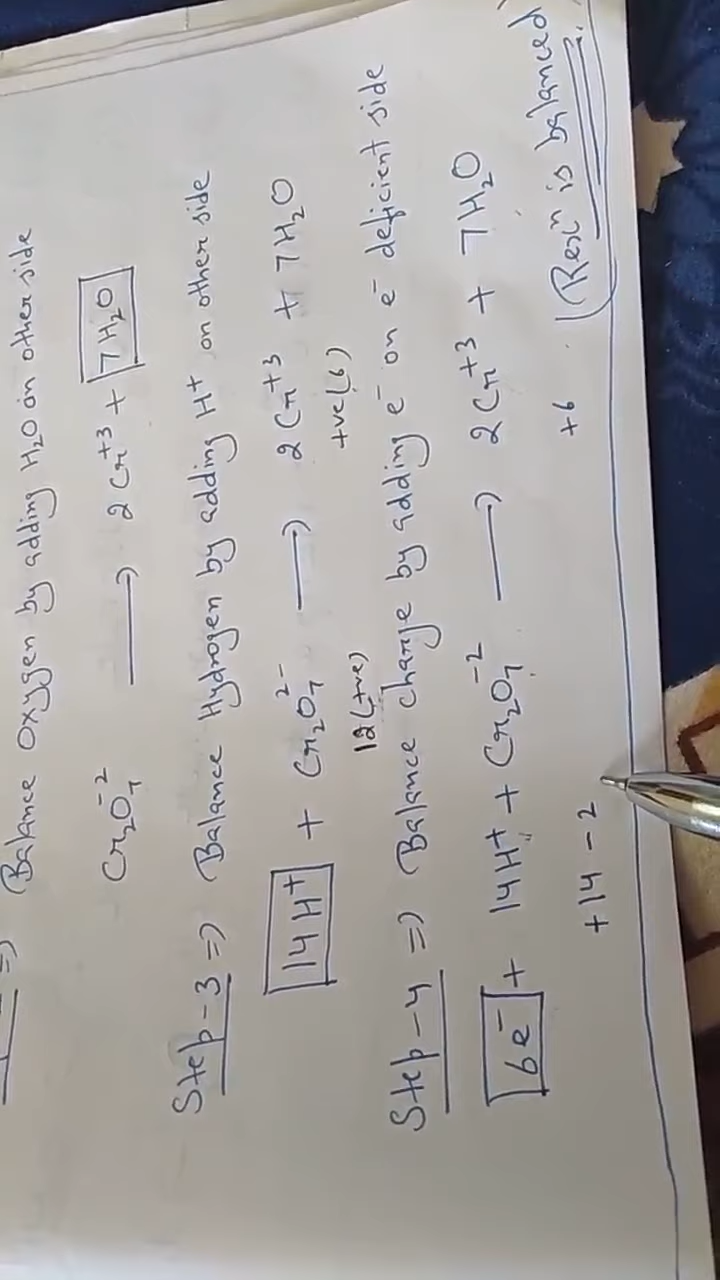 => Balance Oxygen by adding H₂O on other side
Cr₂O₇⁻² ⟶ 2Cr⁺³ + 7H₂O
Step-3 => Balance Hydrogen by adding H⁺ on other side
14H⁺ + Cr₂O₇²⁻ ⟶ 2Cr⁺³ + 7H₂O
12(+ve) +ve(6)
Step-4 => Balance charge by adding e⁻ on e⁻ deficient side
6e⁻ + 14H⁺ + Cr₂O₇⁻² ⟶ 2Cr⁺³ + 7H₂O
+14 - 2 +6 (Rexⁿ is balanced)